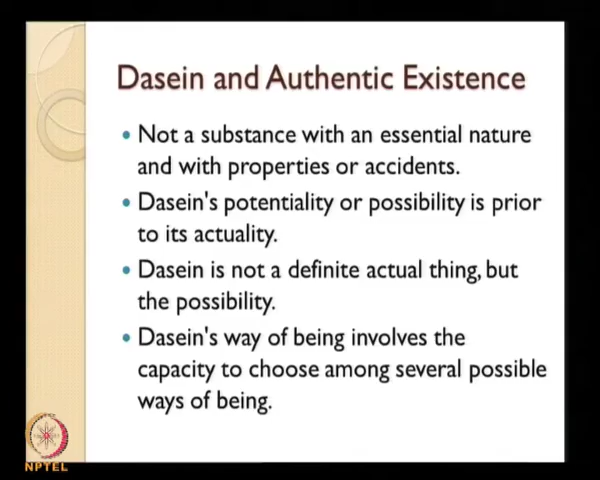 Dasein and Authentic Existence
Not a substance with an essential nature
and with properties or accidents.
Dasein's potentiality or possibility is prior
to its actuality.
Dasein is not a definite actual thing, but
the possibility.
Dasein's way of being involves the
capacity to choose among several possible
ways of being.
NPTEL